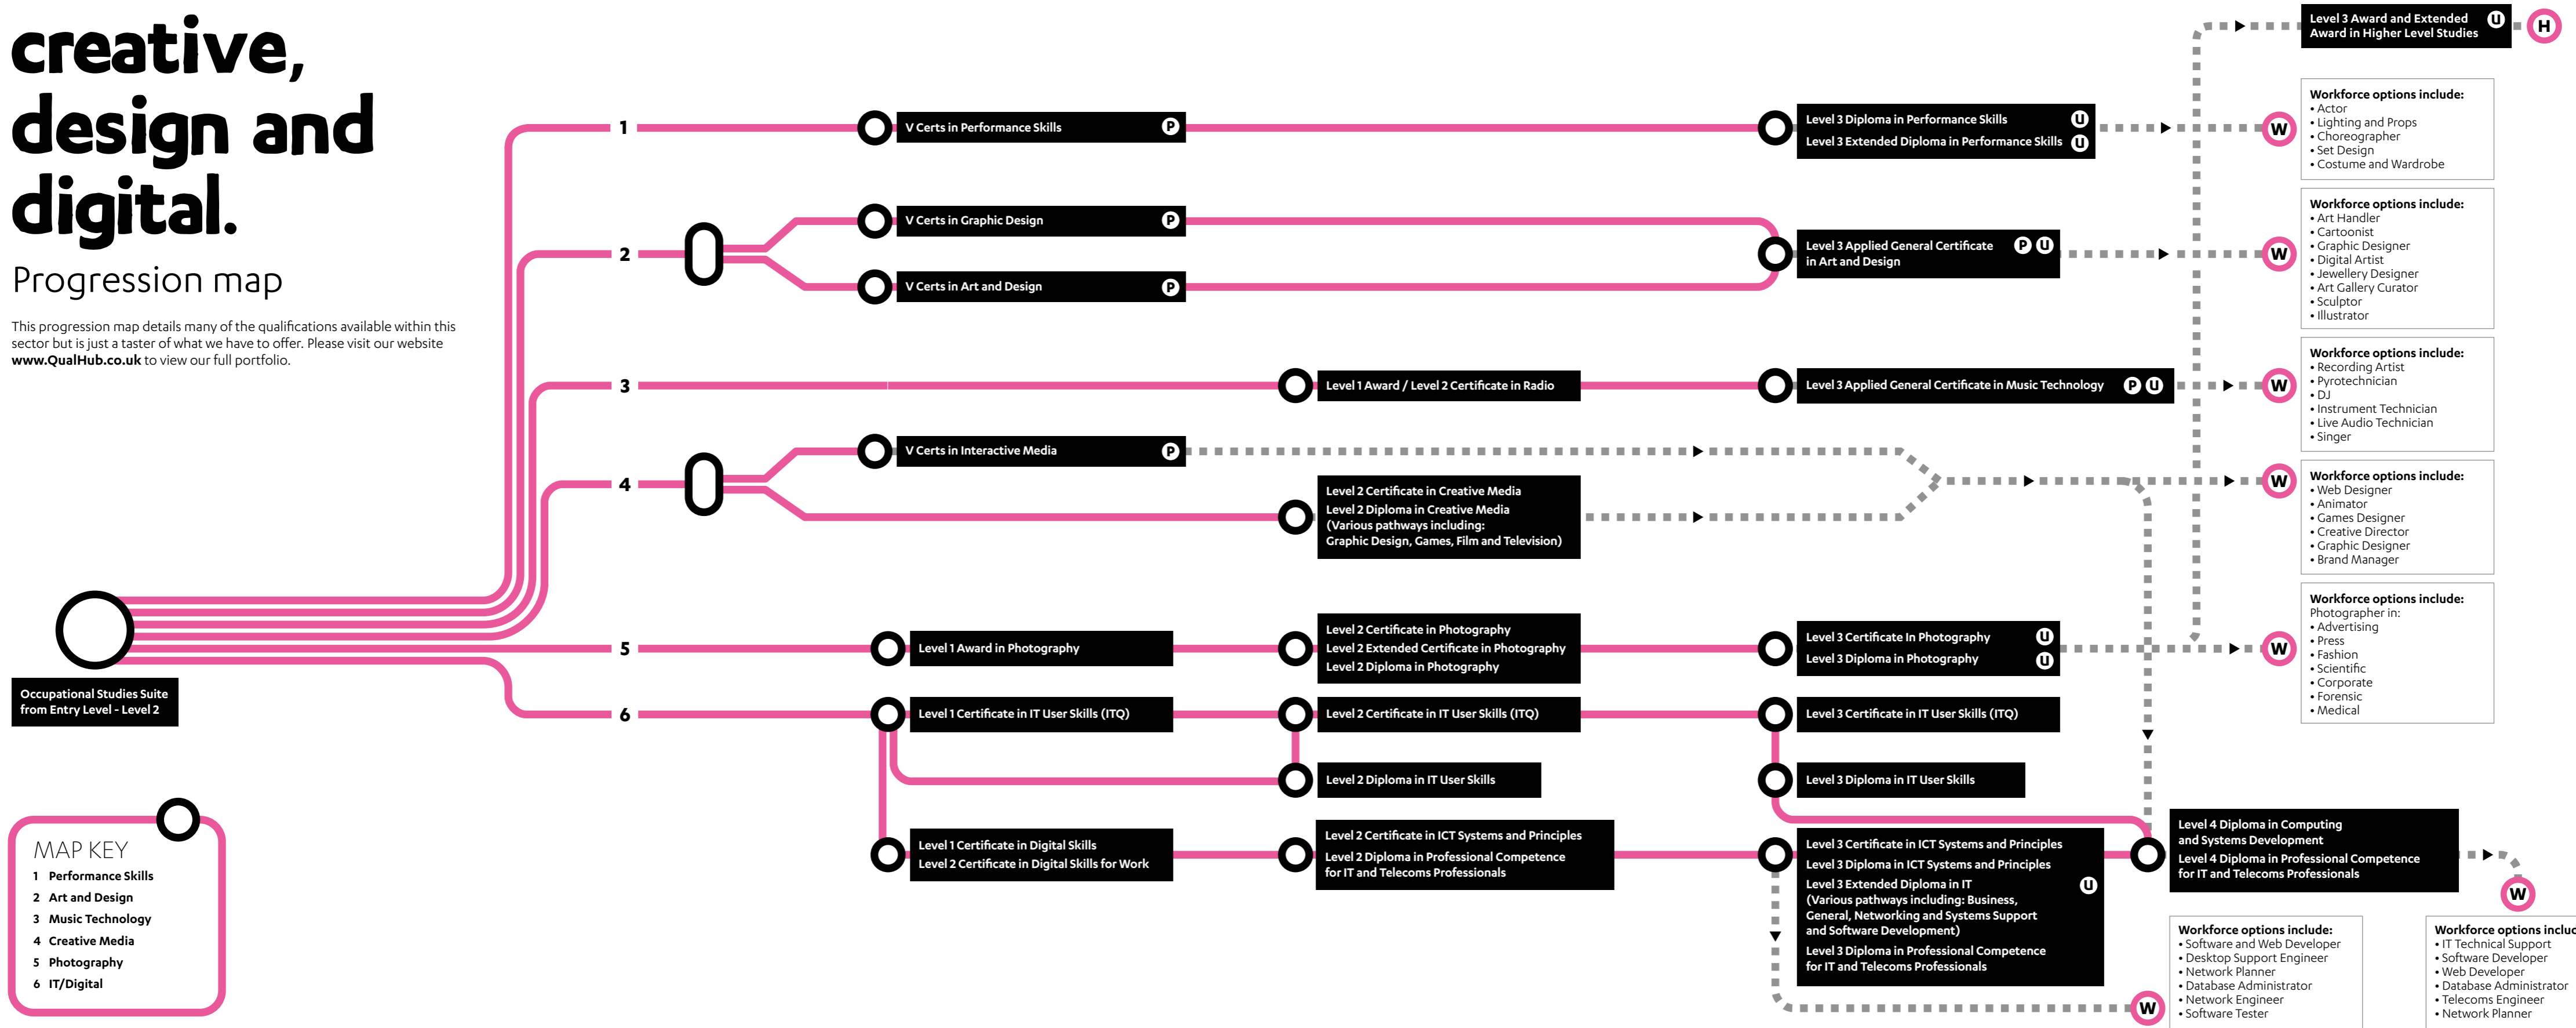 creative,
design and
digital.
Progression map
This progression map details many of the qualifications available within this
sector but is just a taster of what we have to offer. Please visit our website
www.QualHub.co.uk to view our full portfolio.
Occupational Studies Suite
from Entry Level - Level 2
MAP KEY
1 Performance Skills
2 Art and Design
3 Music Technology
4 Creative Media
5 Photography
6 IT/Digital
1
V Certs in Performance Skills P
Level 3 Diploma in Performance Skills U
Level 3 Extended Diploma in Performance Skills U
W
2
V Certs in Graphic Design P
V Certs in Art and Design P
Level 3 Applied General Certificate P U
in Art and Design
W
3
Level 1 Award / Level 2 Certificate in Radio
Level 3 Applied General Certificate in Music Technology P U
W
4
V Certs in Interactive Media P
Level 2 Certificate in Creative Media
Level 2 Diploma in Creative Media
(Various pathways including:
Graphic Design, Games, Film and Television)
W
5
Level 1 Award in Photography
Level 2 Certificate in Photography
Level 2 Extended Certificate in Photography
Level 2 Diploma in Photography
Level 3 Certificate In Photography U
Level 3 Diploma in Photography U
W
6
Level 1 Certificate in IT User Skills (ITQ)
Level 2 Certificate in IT User Skills (ITQ)
Level 3 Certificate in IT User Skills (ITQ)
Level 2 Diploma in IT User Skills
Level 3 Diploma in IT User Skills
Level 1 Certificate in Digital Skills
Level 2 Certificate in Digital Skills for Work
Level 2 Certificate in ICT Systems and Principles
Level 2 Diploma in Professional Competence
for IT and Telecoms Professionals
Level 3 Certificate in ICT Systems and Principles
Level 3 Diploma in ICT Systems and Principles
Level 3 Extended Diploma in IT U
(Various pathways including: Business,
General, Networking and Systems Support
and Software Development)
Level 3 Diploma in Professional Competence
for IT and Telecoms Professionals
Level 4 Diploma in Computing
and Systems Development
Level 4 Diploma in Professional Competence
for IT and Telecoms Professionals
W
W
Level 3 Award and Extended U
Award in Higher Level Studies
H
Workforce options include:
• Actor
• Lighting and Props
• Choreographer
• Set Design
• Costume and Wardrobe
Workforce options include:
• Art Handler
• Cartoonist
• Graphic Designer
• Digital Artist
• Jewellery Designer
• Art Gallery Curator
• Sculptor
• Illustrator
Workforce options include:
• Recording Artist
• Pyrotechnician
• DJ
• Instrument Technician
• Live Audio Technician
• Singer
Workforce options include:
• Web Designer
• Animator
• Games Designer
• Creative Director
• Graphic Designer
• Brand Manager
Workforce options include:
Photographer in:
• Advertising
• Press
• Fashion
• Scientific
• Corporate
• Forensic
• Medical
Workforce options include:
• Software and Web Developer
• Desktop Support Engineer
• Network Planner
• Database Administrator
• Network Engineer
• Software Tester
Workforce options includ
• IT Technical Support
• Software Developer
• Web Developer
• Database Administrator
• Telecoms Engineer
• Network Planner